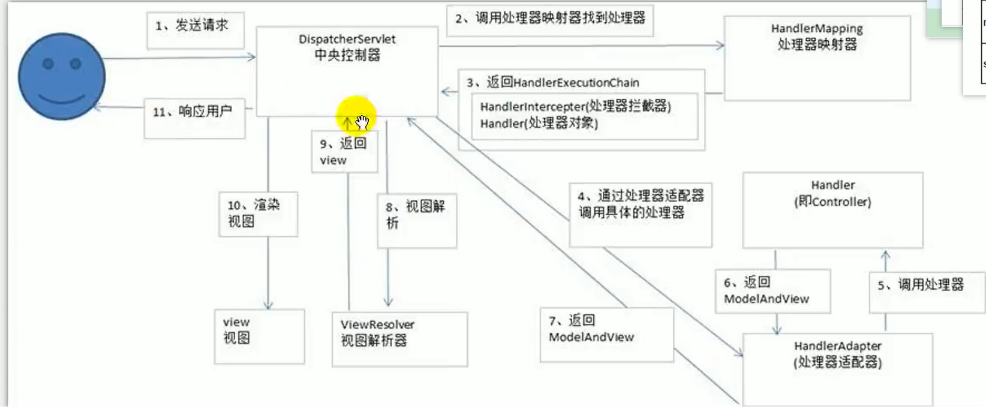 1、发送请求
2、调用处理器映射器找到处理器
DispatcherServlet
中央控制器
HandlerMapping
处理器映射器
3、返回HandlerExecutionChain
HandlerIntercepter(处理器拦截器)
Handler(处理器对象)
11、响应用户
9、返回
view
10、渲染
视图
8、视图解
析
4、通过处理器适配器
调用具体的处理器
Handler
(即Controller)
6、返回
ModelAndView
5、调用处理器
view
视图
ViewResolver
视图解析器
7、返回
ModelAndView
HandlerAdapter
(处理器适配器)